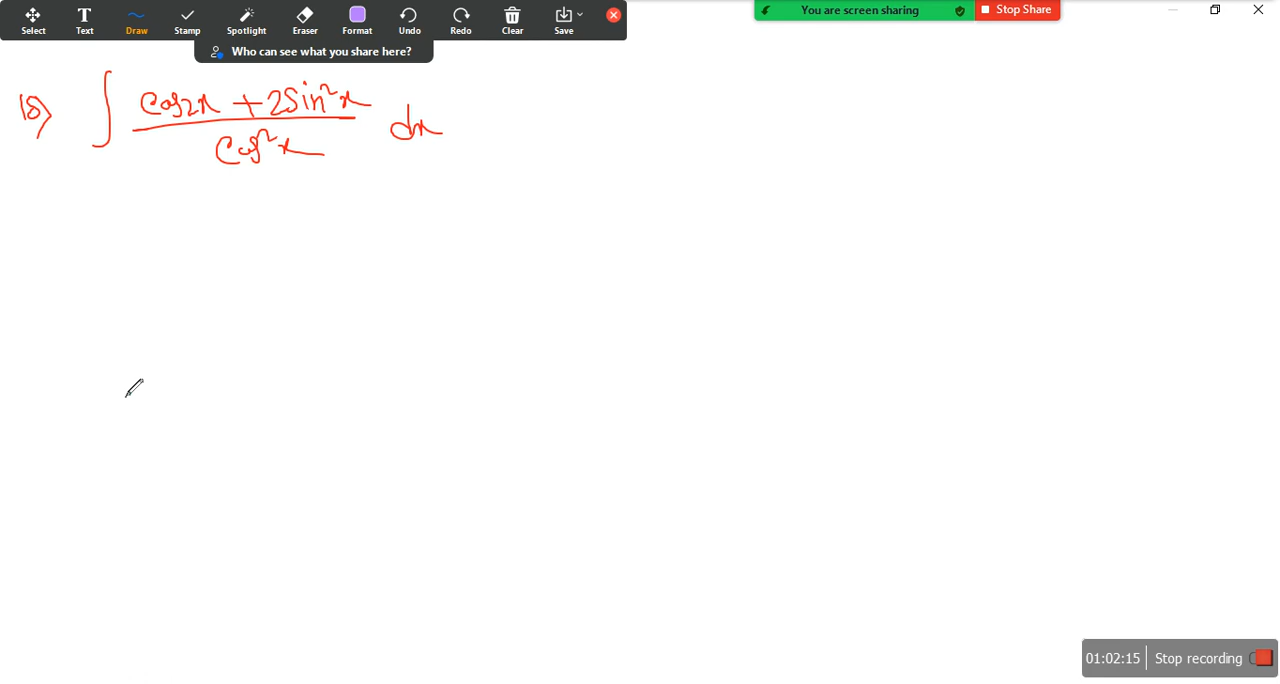 Select Text Draw Stamp Spotlight Eraser Format Undo Redo Clear Save
You are screen sharing Stop Share
Who can see what you share here?
18) ∫ (cos2x + 2sin²x)/(cos²x) dx
01:02:15 Stop recording